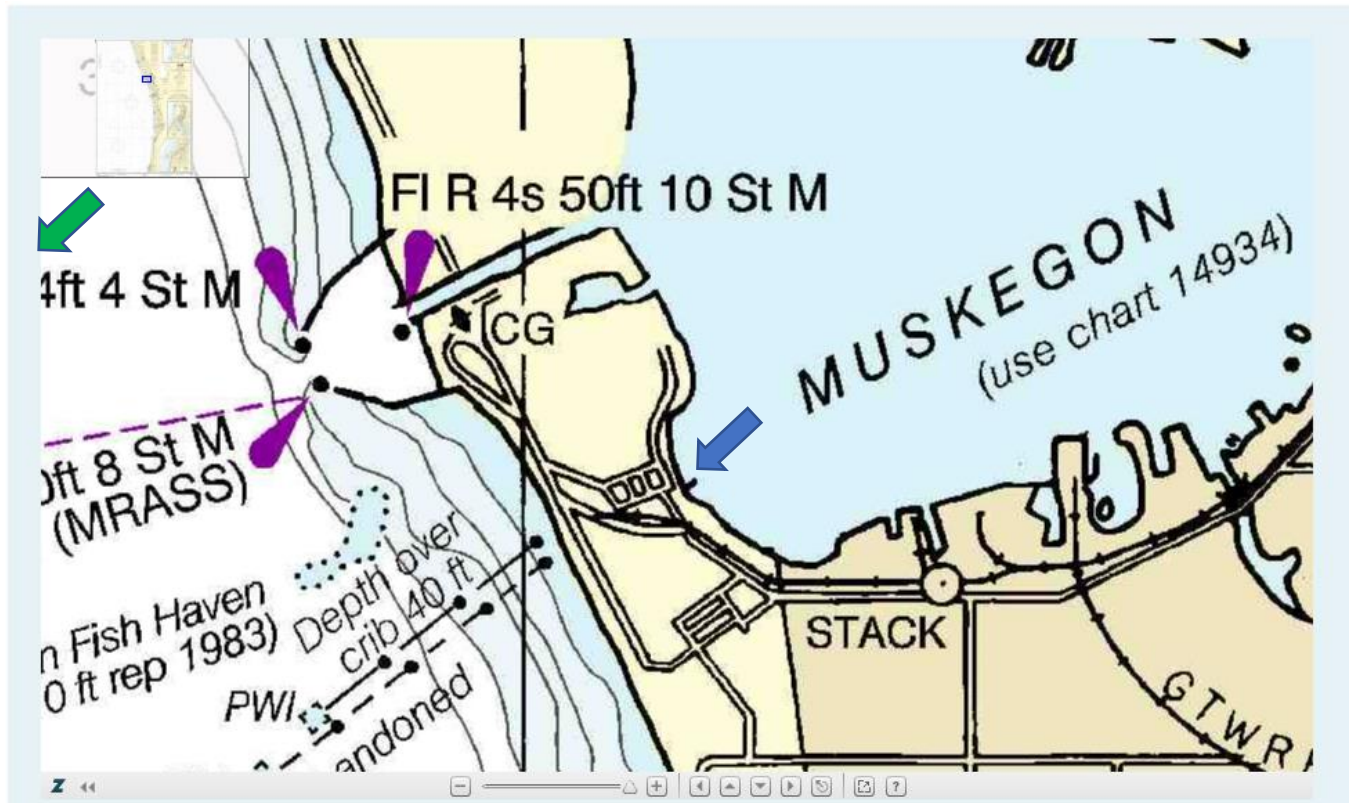 Fl R 4s 50ft 10 St M
4ft 4 St M
CG
MUSKEGON
(use chart 14934)
0ft 8 St M
(MRASS)
n Fish Haven
0 ft rep 1983)
Depth over
crib 40 ft
PWI
andoned
STACK
GTWR
Z
?